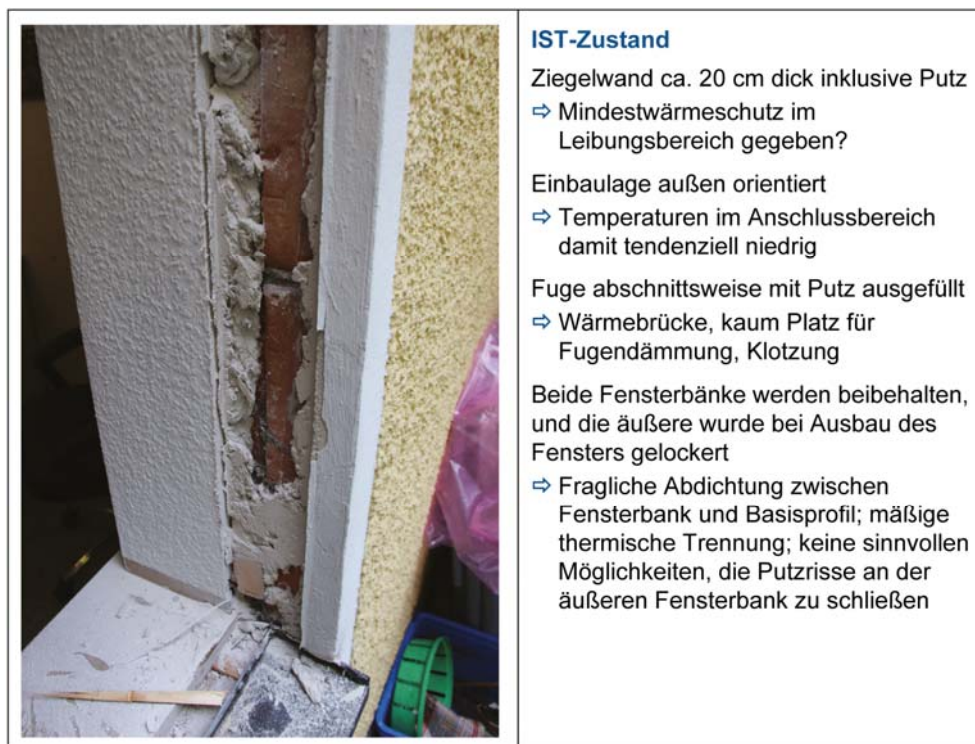 IST-Zustand
Ziegelwand ca. 20 cm dick inklusive Putz
⇨ Mindestwärmeschutz im
Leibungsbereich gegeben?
Einbaulage außen orientiert
⇨ Temperaturen im Anschlussbereich
damit tendenziell niedrig
Fuge abschnittsweise mit Putz ausgefüllt
⇨ Wärmebrücke, kaum Platz für
Fugendämmung, Klotzung
Beide Fensterbänke werden beibehalten,
und die äußere wurde bei Ausbau des
Fensters gelockert
⇨ Fragliche Abdichtung zwischen
Fensterbank und Basisprofil; mäßige
thermische Trennung; keine sinnvollen
Möglichkeiten, die Putzrisse an der
äußeren Fensterbank zu schließen